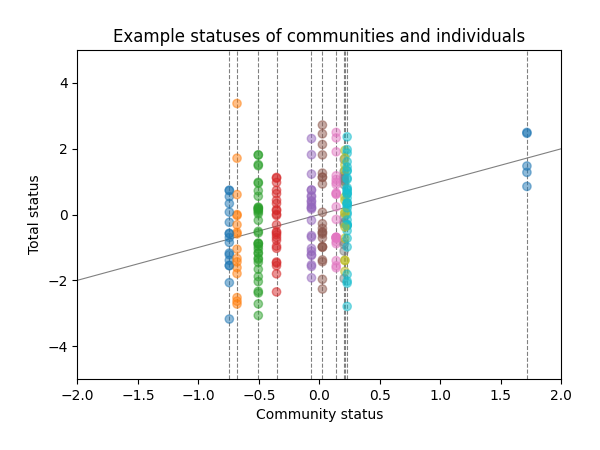 Example statuses of communities and individuals
4
2
0
−2
−4
Total status
−2.0 −1.5 −1.0 −0.5 0.0 0.5 1.0 1.5 2.0
Community status